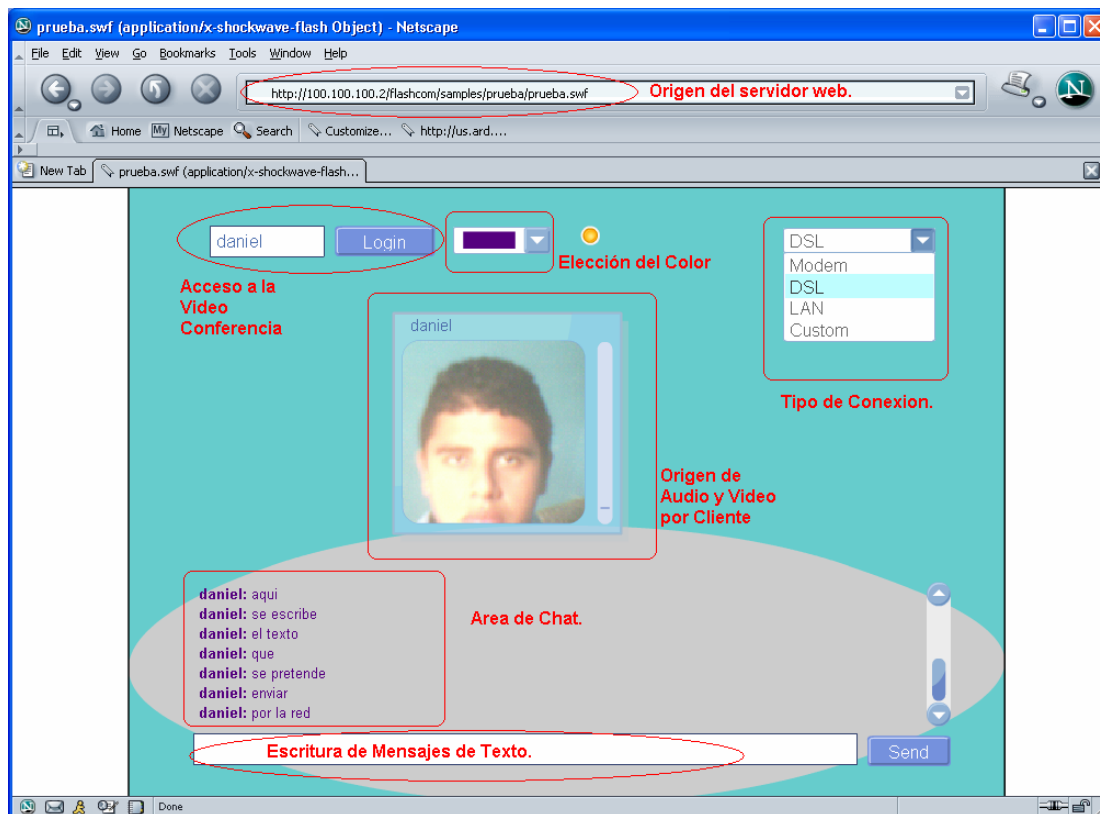 prueba.swf (application/x-shockwave-flash Object) - Netscape
File Edit View Go Bookmarks Tools Window Help
http://100.100.100.2/flashcom/samples/prueba/prueba.swf
Origen del servidor web.
N
Home My Netscape Search Customize... http://us.ard....
New Tab prueba.swf (application/x-shockwave-flash...
daniel
Login
Elección del Color
Acceso a la
Video
Conferencia
DSL
Modem
DSL
LAN
Custom
Tipo de Conexion.
daniel
Origen de
Audio y Video
por Cliente
daniel: aqui
daniel: se escribe
daniel: el texto
daniel: que
daniel: se pretende
daniel: enviar
daniel: por la red
Area de Chat.
Escritura de Mensajes de Texto.
Send
Done